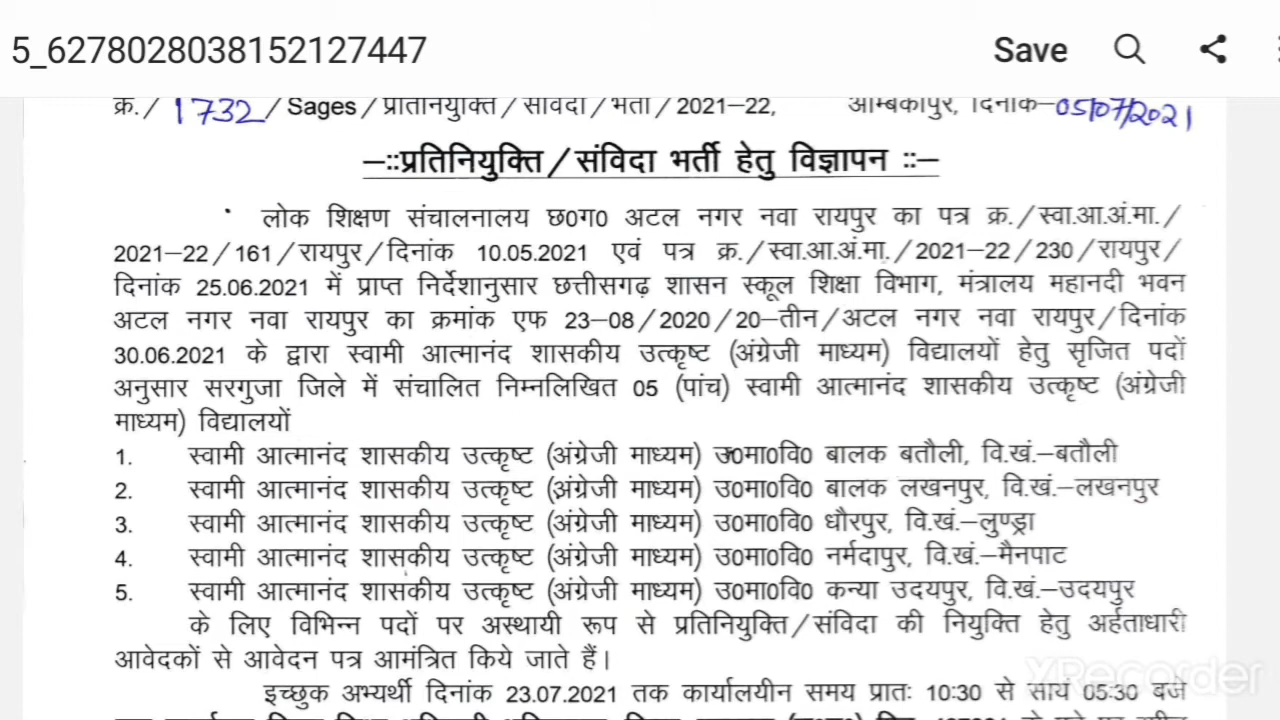 5_6278028038152127447 Save
क्र./ 1732 /Sages/प्रतिनियुक्ति/संविदा/भर्ती/2021-22, अम्बिकापुर, दिनांक-05/07/2021
-::प्रतिनियुक्ति/संविदा भर्ती हेतु विज्ञापन ::-
लोक शिक्षण संचालनालय छ0ग0 अटल नगर नवा रायपुर का पत्र क्र./स्वा.आ.अं.मा./
2021-22/161/रायपुर/दिनांक 10.05.2021 एवं पत्र क्र./स्वा.आ.अं.मा./2021-22/230/रायपुर/
दिनांक 25.06.2021 में प्राप्त निर्देशानुसार छत्तीसगढ़ शासन स्कूल शिक्षा विभाग, मंत्रालय महानदी भवन
अटल नगर नवा रायपुर का क्रमांक एफ 23-08/2020/20-तीन/अटल नगर नवा रायपुर/दिनांक
30.06.2021 के द्वारा स्वामी आत्मानंद शासकीय उत्कृष्ट (अंग्रेजी माध्यम) विद्यालयों हेतु सृजित पदों
अनुसार सरगुजा जिले में संचालित निम्नलिखित 05 (पांच) स्वामी आत्मानंद शासकीय उत्कृष्ट (अंग्रेजी
माध्यम) विद्यालयों
1. स्वामी आत्मानंद शासकीय उत्कृष्ट (अंग्रेजी माध्यम) उ0मा0वि0 बालक बतौली, वि.खं.-बतौली
2. स्वामी आत्मानंद शासकीय उत्कृष्ट (अंग्रेजी माध्यम) उ0मा0वि0 बालक लखनपुर, वि.खं.-लखनपुर
3. स्वामी आत्मानंद शासकीय उत्कृष्ट (अंग्रेजी माध्यम) उ0मा0वि0 धौरपुर, वि.खं.-लुण्ड्रा
4. स्वामी आत्मानंद शासकीय उत्कृष्ट (अंग्रेजी माध्यम) उ0मा0वि0 नर्मदापुर, वि.खं.-मैनपाट
5. स्वामी आत्मानंद शासकीय उत्कृष्ट (अंग्रेजी माध्यम) उ0मा0वि0 कन्या उदयपुर, वि.खं.-उदयपुर
के लिए विभिन्न पदों पर अस्थायी रूप से प्रतिनियुक्ति/संविदा की नियुक्ति हेतु अर्हताधारी
आवेदकों से आवेदन पत्र आमंत्रित किये जाते हैं।
इच्छुक अभ्यर्थी दिनांक 23.07.2021 तक कार्यालयीन समय प्रातः 10:30 से सायं 05:30 बजे
XRecorder